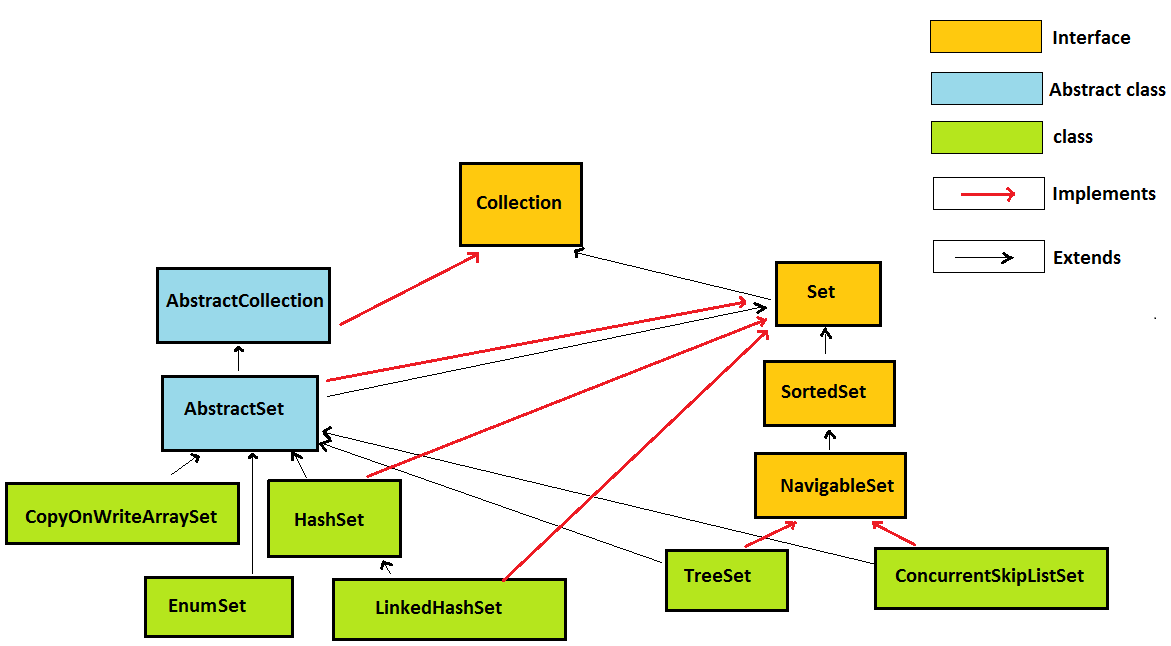 Interface
Abstract class
class
Implements
Extends
Collection
AbstractCollection
Set
AbstractSet
SortedSet
NavigableSet
CopyOnWriteArraySet
HashSet
TreeSet
ConcurrentSkipListSet
EnumSet
LinkedHashSet